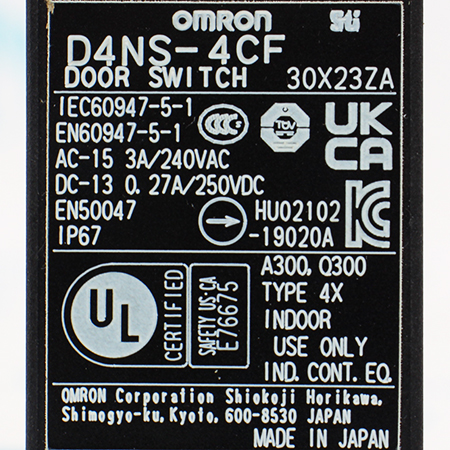 OMRON
D4NS-4CF
DOOR SWITCH 30X23ZA
IEC60947-5-1
EN60947-5-1
AC-15 3A/240VAC
DC-13 0.27A/250VDC
EN50047
IP67
CCC
TÜV
UK
CA
HU02102
-19020A
UL
CERTIFIED
SAFETY US-CA
E76675
A300, Q300
TYPE 4X
INDOOR
USE ONLY
IND. CONT. EQ.
OMRON Corporation Shiokoji Horikawa,
Shimogyo-ku, Kyoto, 600-8530 JAPAN
MADE IN JAPAN